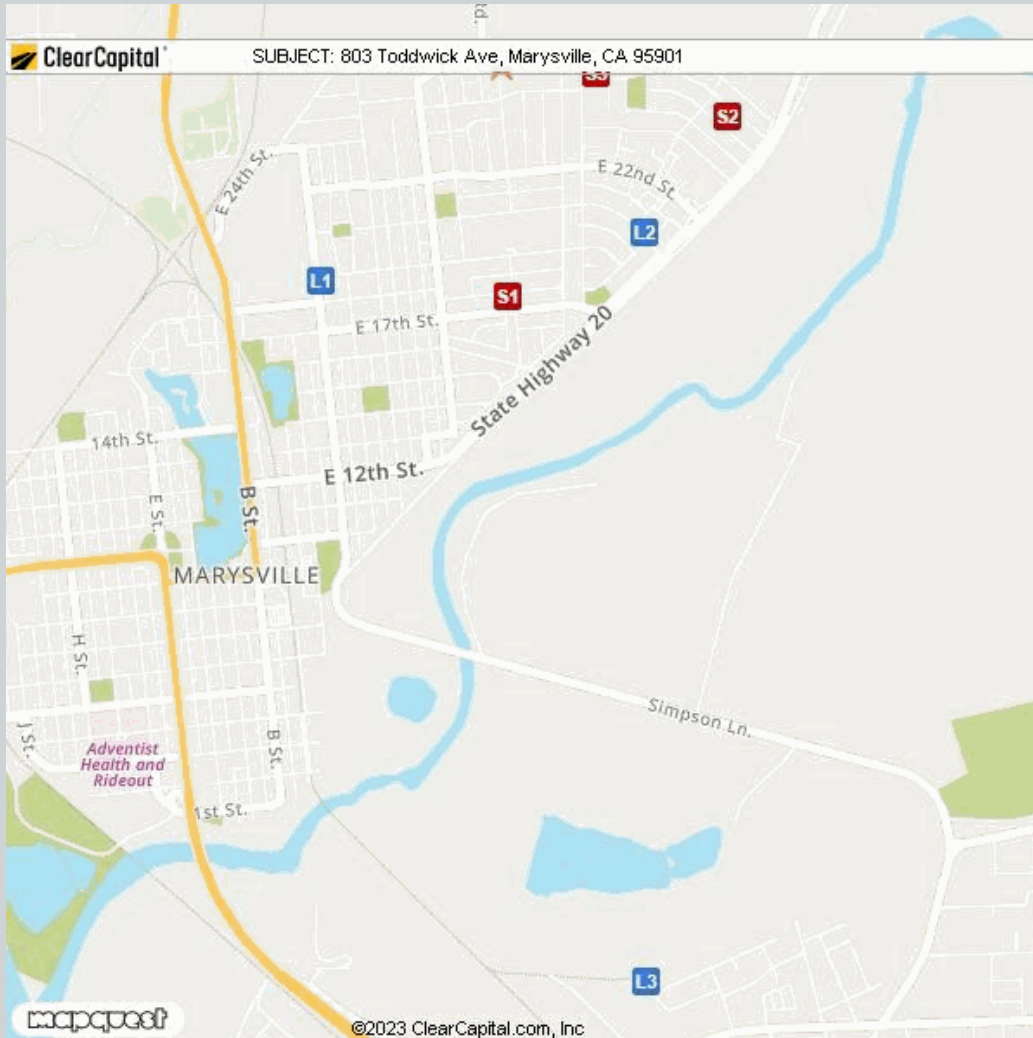 Rd.
ClearCapital
SUBJECT: 803 Toddwick Ave, Marysville, CA 95901
S3
S2
E 24th St.
E 22nd St.
L2
L1
S1
E 17th St.
State Highway 20
14th St.
E 12th St.
E St.
B St.
MARYSVILLE
H St.
Simpson Ln.
J St.
B St.
Adventist
Health and
Rideout
1st St.
L3
mapquest
©2023 ClearCapital.com, Inc